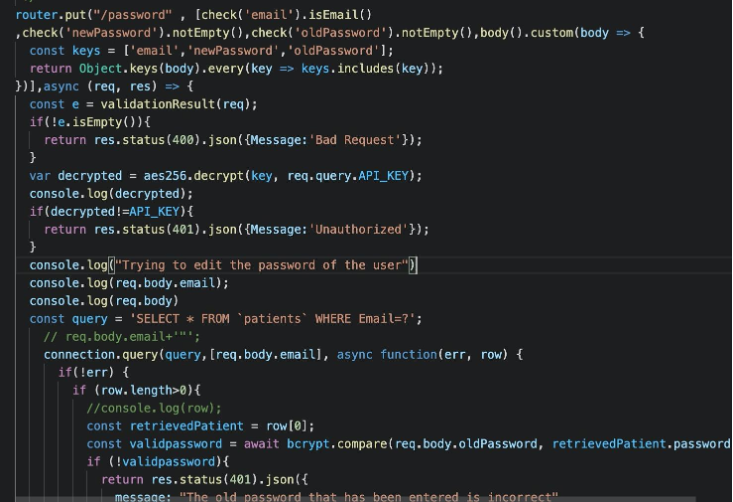 router.put("/password" , [check('email').isEmail()
,check('newPassword').notEmpty(),check('oldPassword').notEmpty(),body().custom(body => {
const keys = ['email','newPassword','oldPassword'];
return Object.keys(body).every(key => keys.includes(key));
})],async (req, res) => {
const e = validationResult(req);
if(!e.isEmpty()){
return res.status(400).json({Message:'Bad Request'});
}
var decrypted = aes256.decrypt(key, req.query.API_KEY);
console.log(decrypted);
if(decrypted!=API_KEY){
return res.status(401).json({Message:'Unauthorized'});
}
console.log("Trying to edit the password of the user")
console.log(req.body.email);
console.log(req.body)
const query = 'SELECT * FROM `patients` WHERE Email=?';
// req.body.email+'"';
connection.query(query,[req.body.email], async function(err, row) {
if(!err) {
if (row.length>0){
//console.log(row);
const retrievedPatient = row[0];
const validpassword = await bcrypt.compare(req.body.oldPassword, retrievedPatient.password
if (!validpassword){
return res.status(401).json({
message: "The old password that has been entered is incorrect"